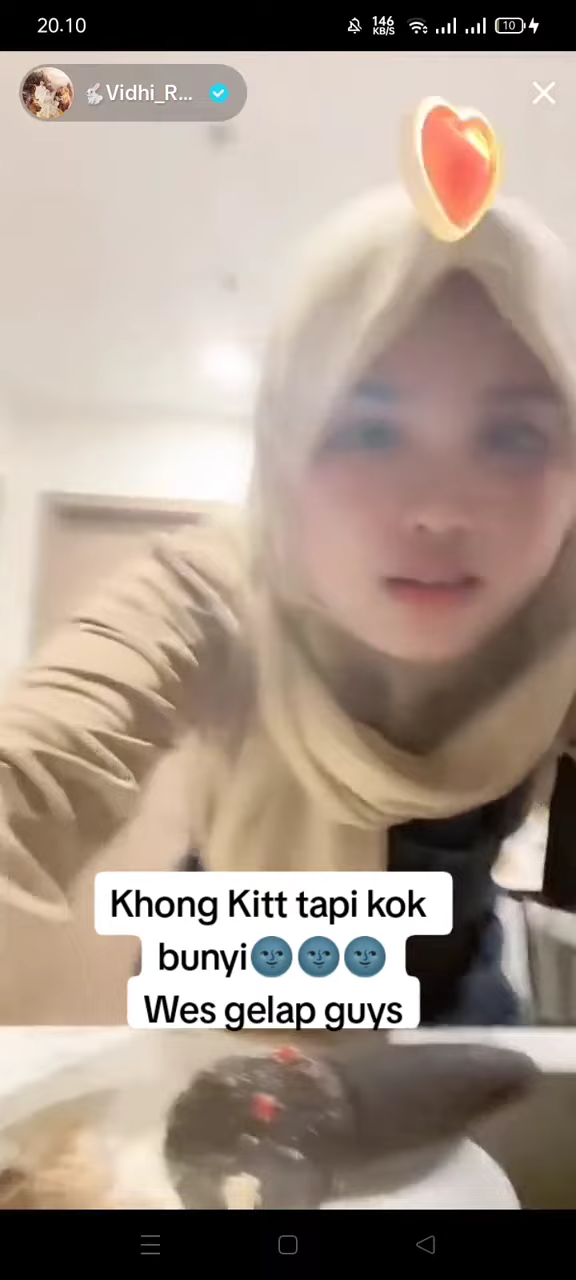 20.10
146
KB/S
10
🐇Vidhi_R...
Khong Kitt tapi kok
bunyi🌚🌚🌚
Wes gelap guys